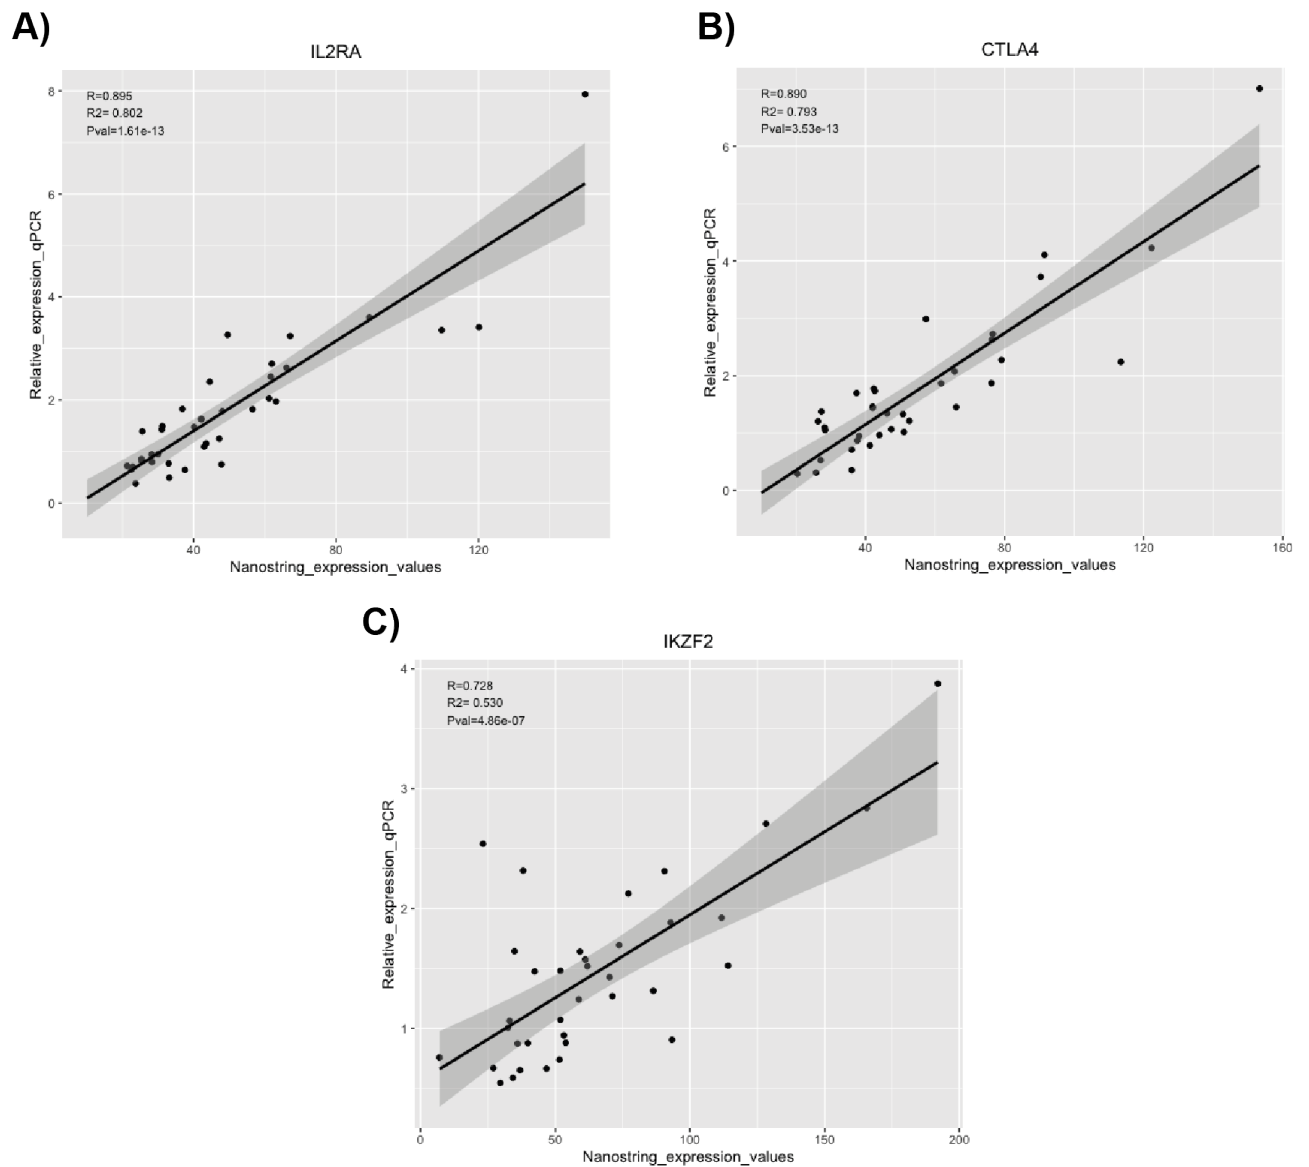 A)
IL2RA
R=0.895
R2= 0.802
Pval=1.61e-13
8
6
4
2
0
40 80 120
Relative_expression_qPCR
Nanostring_expression_values
B)
CTLA4
R=0.890
R2= 0.793
Pval=3.53e-13
6
4
2
0
40 80 120 160
Relative_expression_qPCR
Nanostring_expression_values
C)
IKZF2
R=0.728
R2= 0.530
Pval=4.86e-07
4
3
2
1
0 50 100 150 200
Relative_expression_qPCR
Nanostring_expression_values